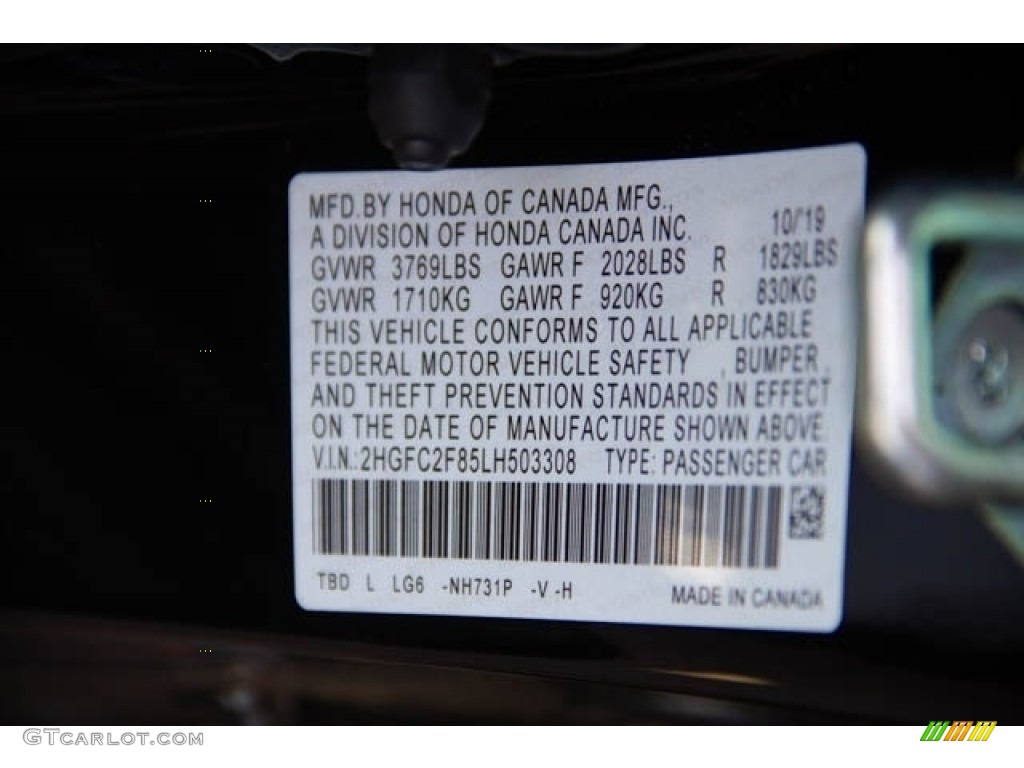 MFD. BY HONDA OF CANADA MFG.,
A DIVISION OF HONDA CANADA INC. 10/19
GVWR 3769LBS GAWR F 2028LBS R 1829LBS
GVWR 1710KG GAWR F 920KG R 830KG
THIS VEHICLE CONFORMS TO ALL APPLICABLE
FEDERAL MOTOR VEHICLE SAFETY , BUMPER ,
AND THEFT PREVENTION STANDARDS IN EFFECT
ON THE DATE OF MANUFACTURE SHOWN ABOVE.
V.I.N.: 2HGFC2F85LH503308 TYPE: PASSENGER CAR
TBD L LG6 -NH731P -V -H MADE IN CANADA
GTCARLOT.COM